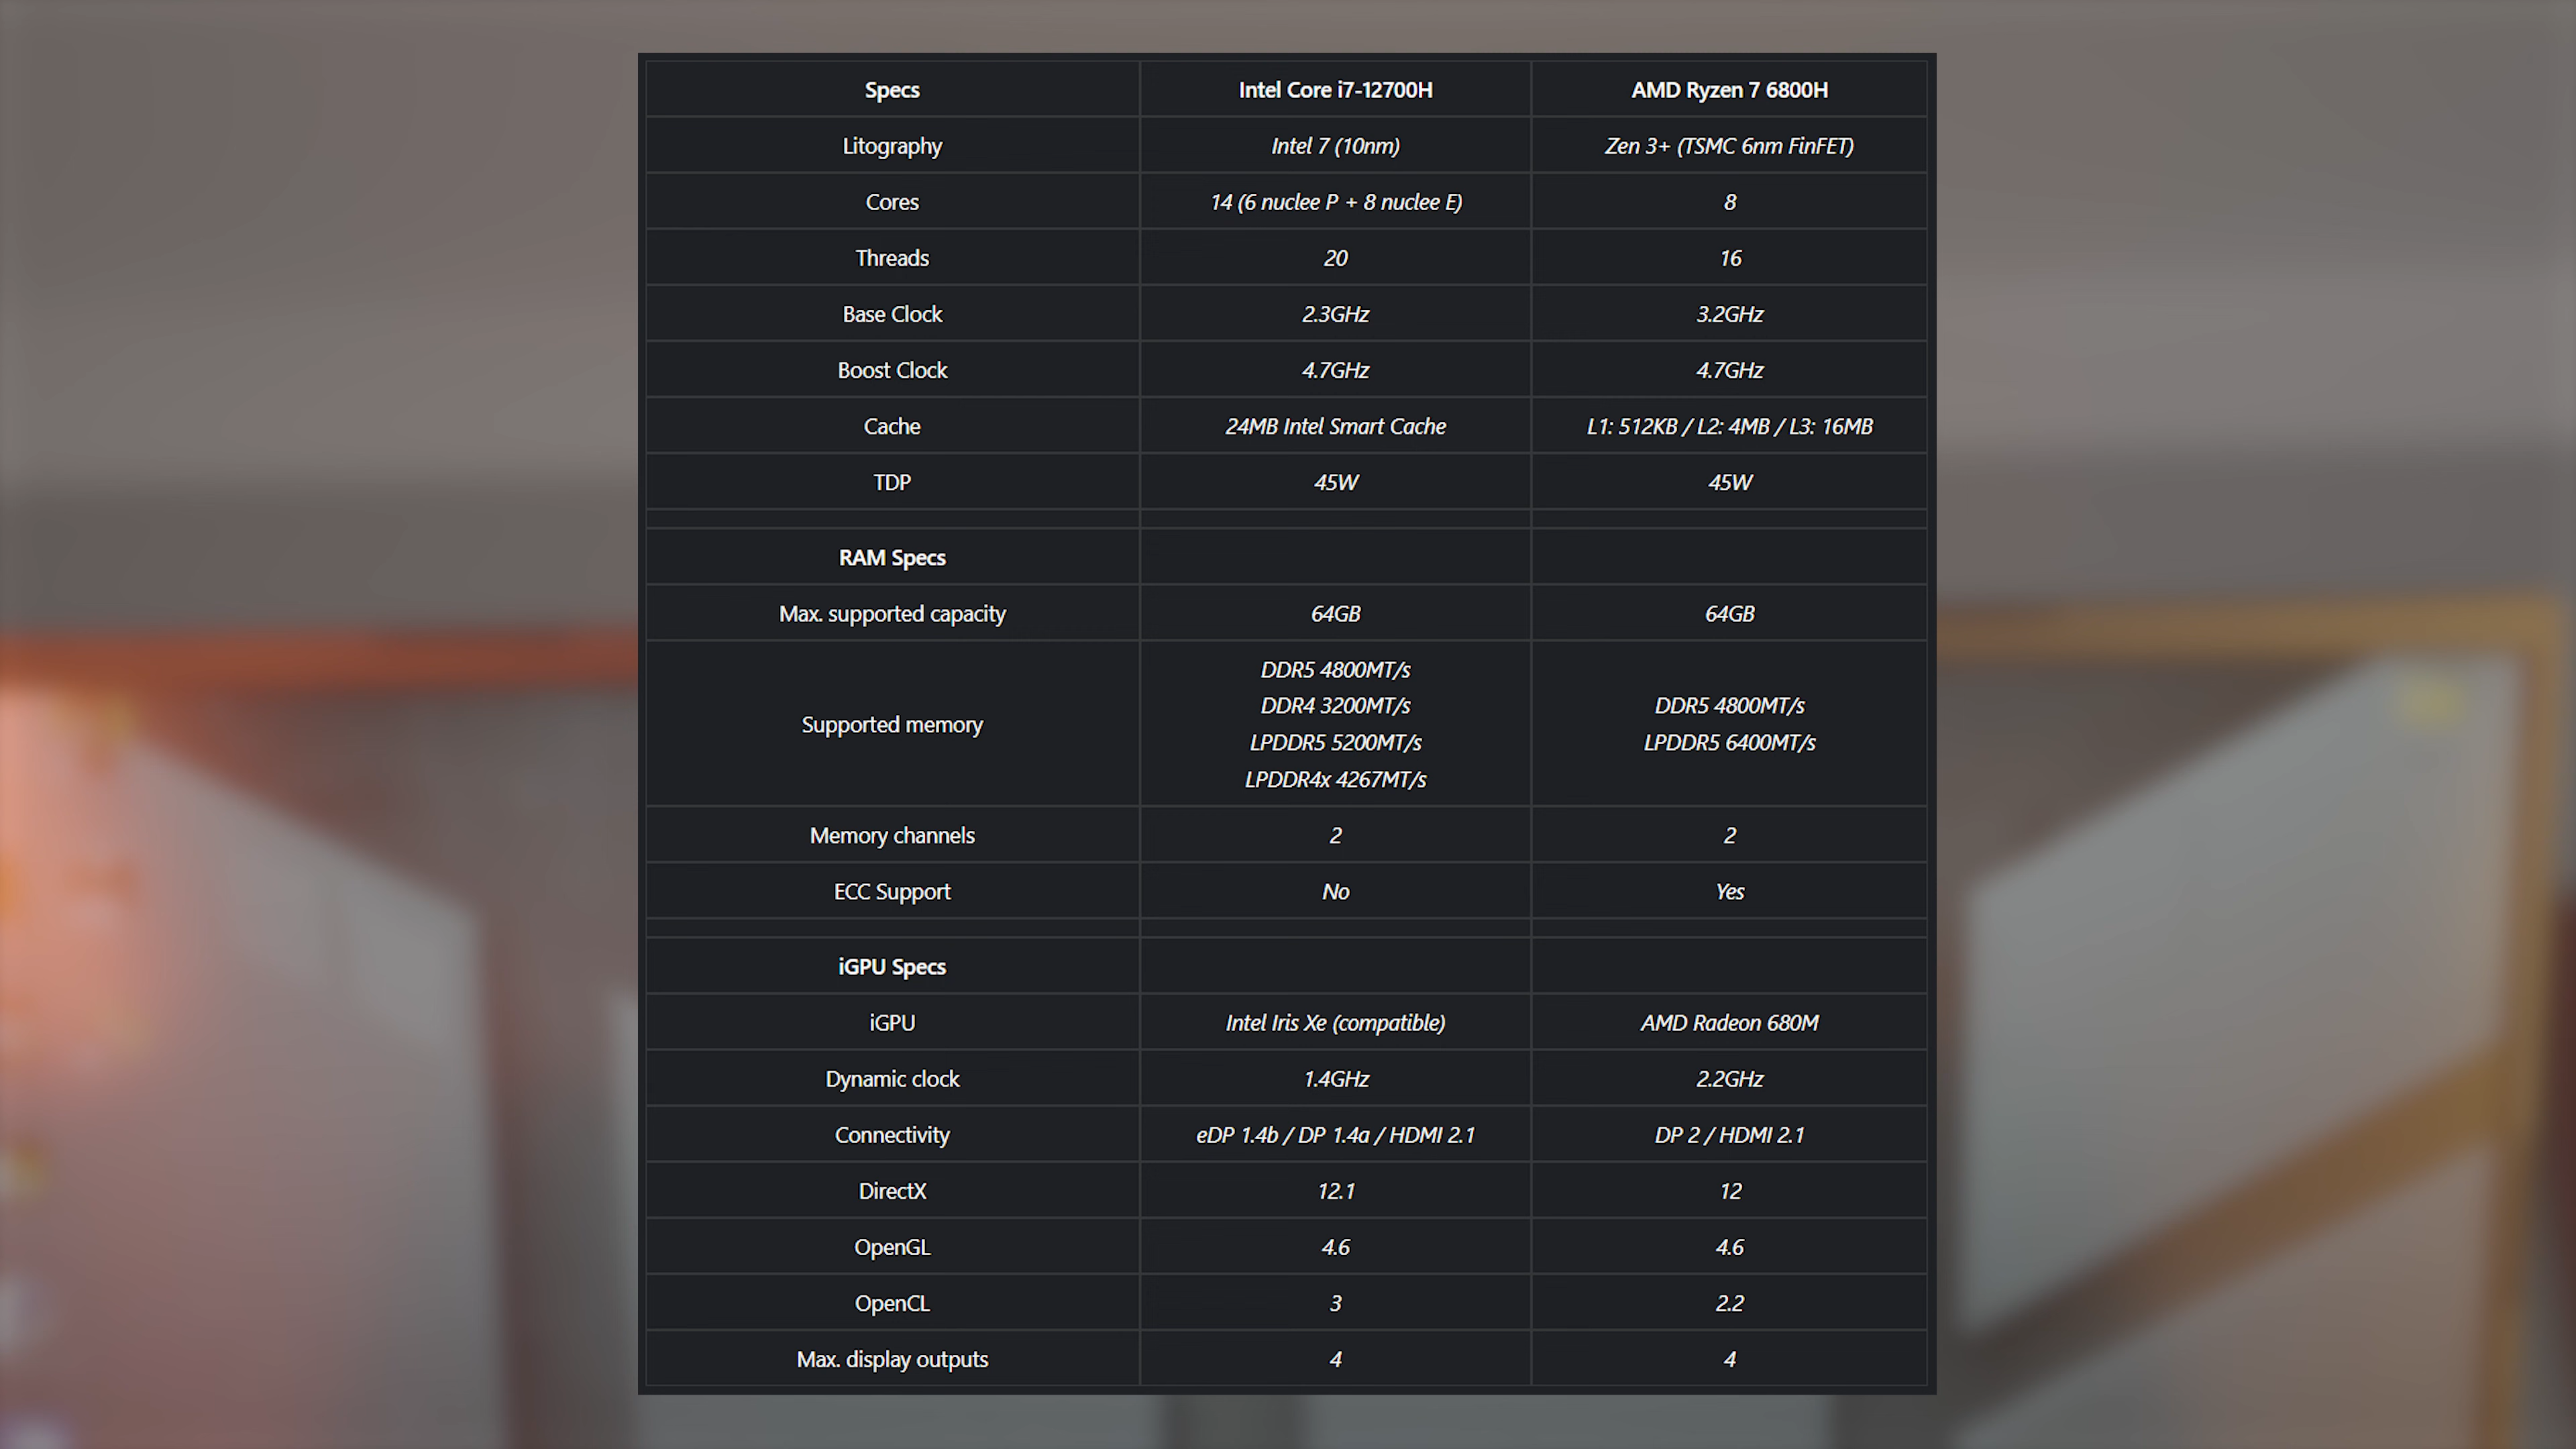 Specs Intel Core i7-12700H AMD Ryzen 7 6800H
Litography Intel 7 (10nm) Zen 3+ (TSMC 6nm FinFET)
Cores 14 (6 nuclee P + 8 nuclee E) 8
Threads 20 16
Base Clock 2.3GHz 3.2GHz
Boost Clock 4.7GHz 4.7GHz
Cache 24MB Intel Smart Cache L1: 512KB / L2: 4MB / L3: 16MB
TDP 45W 45W
RAM Specs
Max. supported capacity 64GB 64GB
Supported memory
DDR5 4800MT/s
DDR4 3200MT/s
LPDDR5 5200MT/s
LPDDR4x 4267MT/s
DDR5 4800MT/s
LPDDR5 6400MT/s
Memory channels 2 2
ECC Support No Yes
iGPU Specs
iGPU Intel Iris Xe (compatible) AMD Radeon 680M
Dynamic clock 1.4GHz 2.2GHz
Connectivity eDP 1.4b / DP 1.4a / HDMI 2.1 DP 2 / HDMI 2.1
DirectX 12.1 12
OpenGL 4.6 4.6
OpenCL 3 2.2
Max. display outputs 4 4